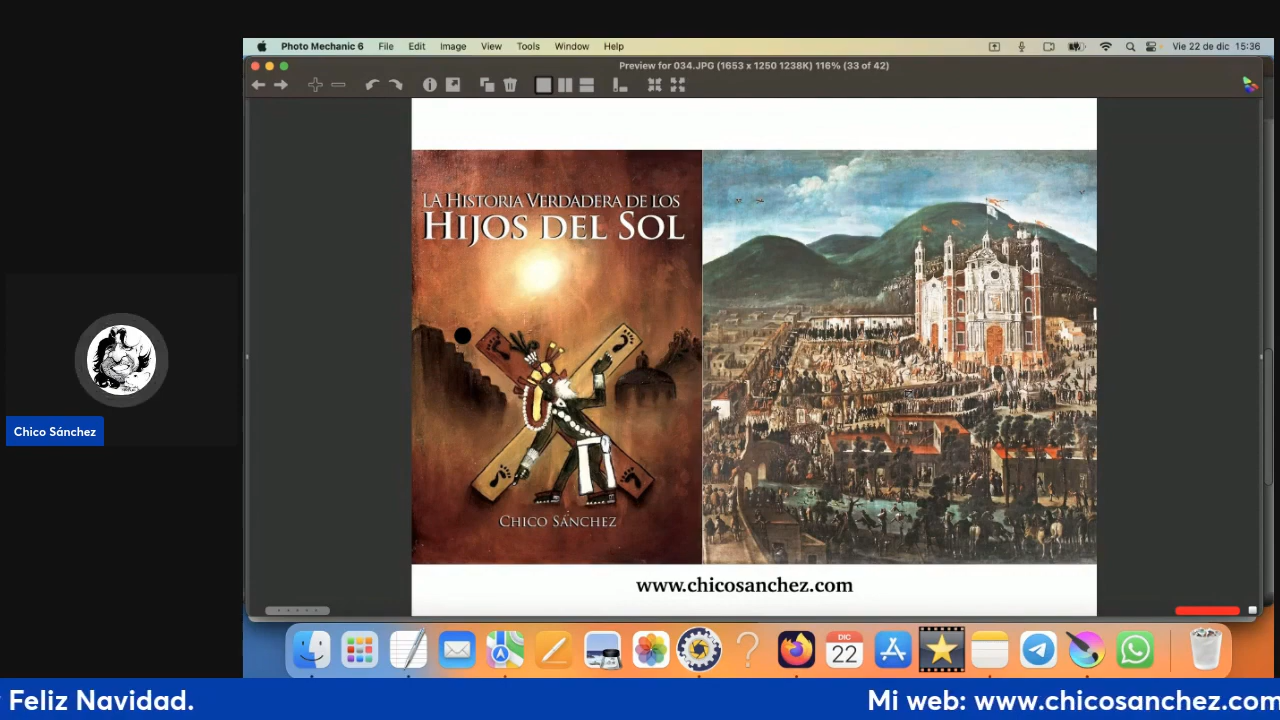 Photo Mechanic 6 File Edit Image View Tools Window Help Vie 22 de dic 15:36
Preview for 034.JPG (1653 x 1250 1238K) 116% (33 of 42)
LA HISTORIA VERDADERA DE LOS
HIJOS DEL SOL
CHICO SÁNCHEZ
www.chicosanchez.com
Chico Sánchez
DIC
22
Feliz Navidad. Mi web: www.chicosanchez.com